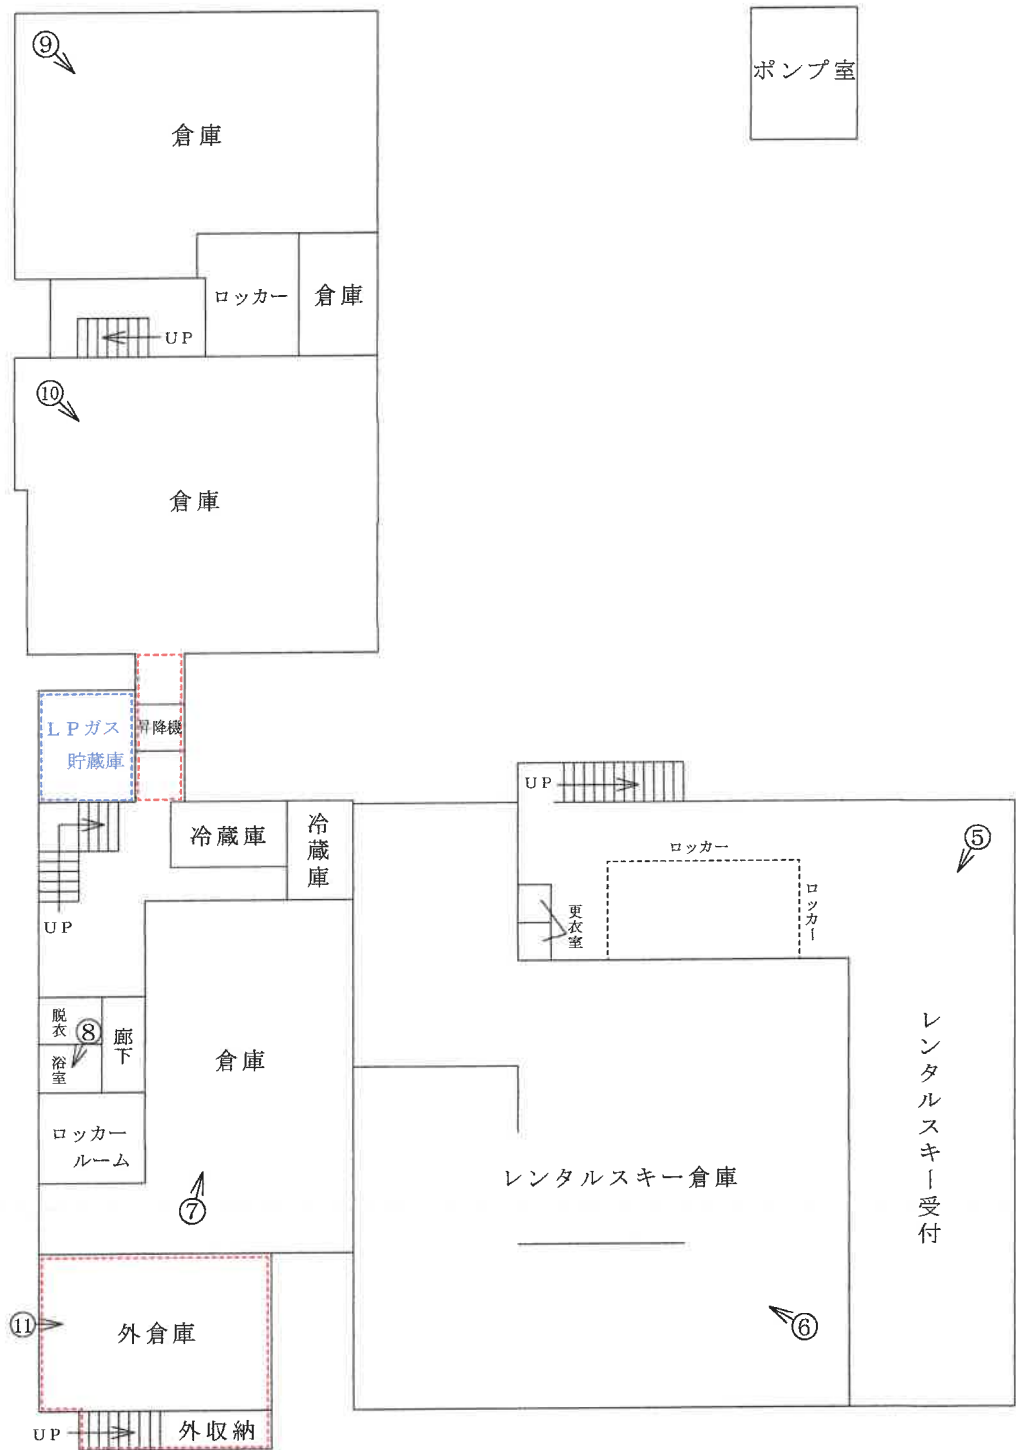 ⑨
ポンプ室
倉庫
ロッカー
倉庫
UP
⑩
倉庫
LPガス
貯蔵庫
昇降機
UP
冷蔵庫
冷蔵庫
ロッカー
⑤
ロッカー
更衣室
UP
脱衣
⑧
廊下
浴室
倉庫
レンタルスキー受付
ロッカー
ルーム
レンタルスキー倉庫
⑦
⑪
外倉庫
⑥
UP
外収納